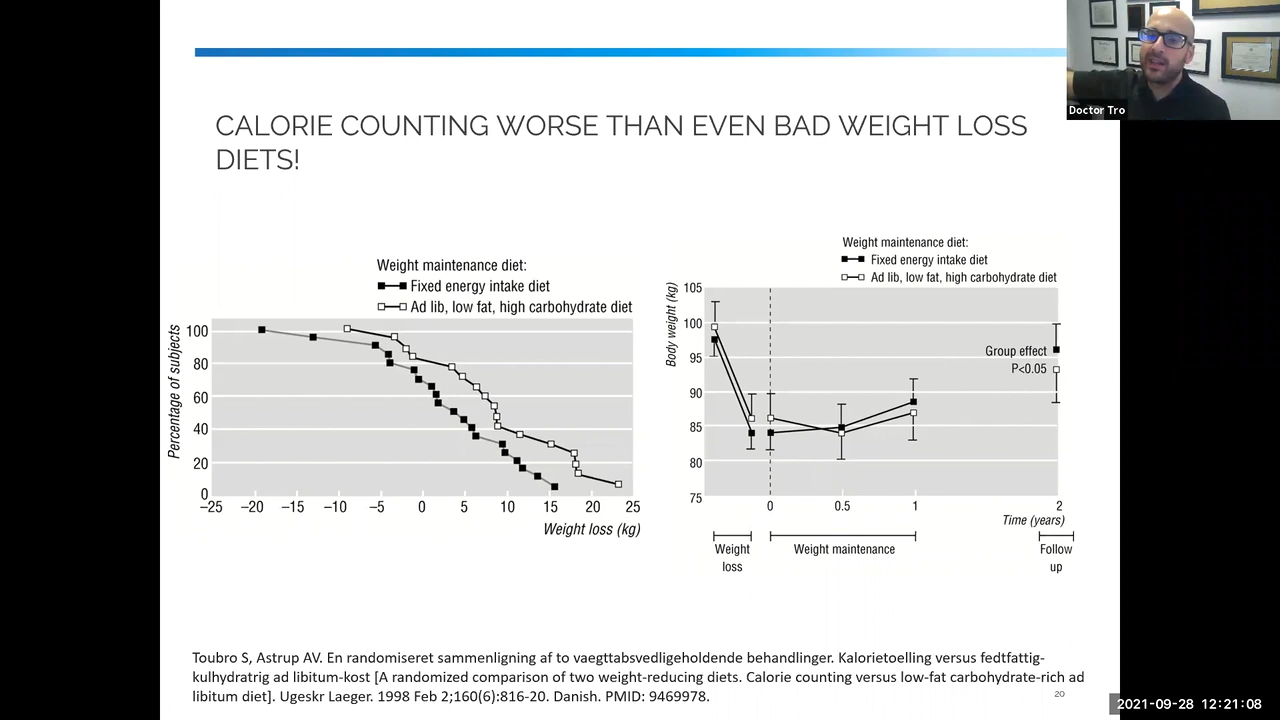 Doctor Tro
CALORIE COUNTING WORSE THAN EVEN BAD WEIGHT LOSS
DIETS!
Weight maintenance diet:
Fixed energy intake diet
Ad lib, low fat, high carbohydrate diet
Percentage of subjects
100
80
60
40
20
0
−25 −20 −15 −10 −5 0 5 10 15 20 25
Weight loss (kg)
Weight maintenance diet:
Fixed energy intake diet
Ad lib, low fat, high carbohydrate diet
Body weight (kg)
105
100
95
90
85
80
75
Group effect
P<0.05
0 0.5 1 2
Time (years)
Weight
loss
Weight maintenance
Follow
up
Toubro S, Astrup AV. En randomiseret sammenligning af to vaegttabsvedligeholdende behandlinger. Kalorietoelling versus fedtfattig-
kulhydratrig ad libitum-kost [A randomized comparison of two weight-reducing diets. Calorie counting versus low-fat carbohydrate-rich ad
libitum diet]. Ugeskr Laeger. 1998 Feb 2;160(6):816-20. Danish. PMID: 9469978.
20
2021-09-28 12:21:08